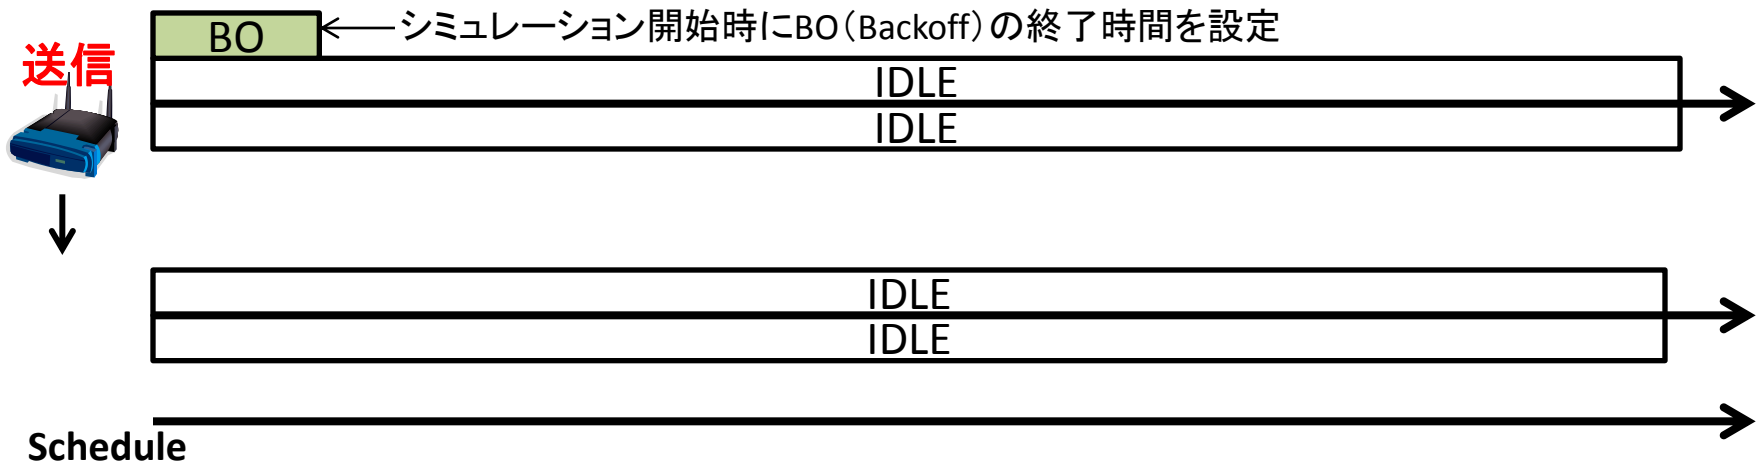 BO
シミュレーション開始時にBO（Backoff）の終了時間を設定
送信
IDLE
IDLE
IDLE
IDLE
Schedule